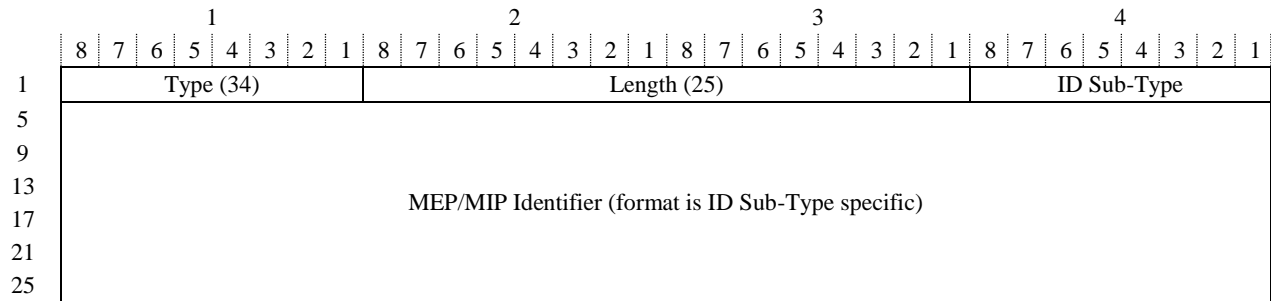 1 2 3 4
8 7 6 5 4 3 2 1 8 7 6 5 4 3 2 1 8 7 6 5 4 3 2 1 8 7 6 5 4 3 2 1
1 Type (34) Length (25) ID Sub-Type
5
9
13
MEP/MIP Identifier (format is ID Sub-Type specific)
17
21
25